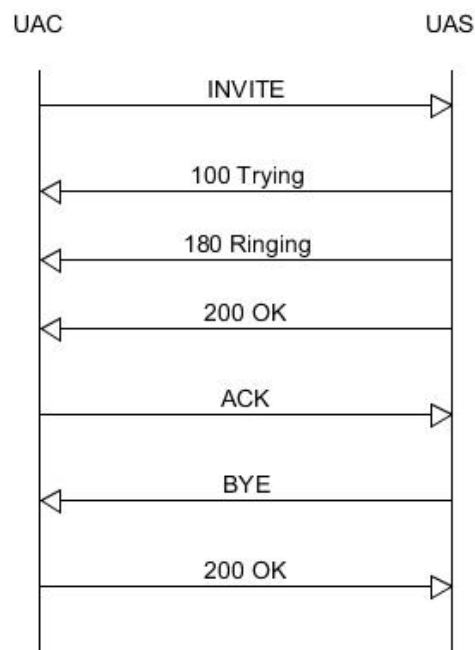 UAC UAS
INVITE
100 Trying
180 Ringing
200 OK
ACK
BYE
200 OK